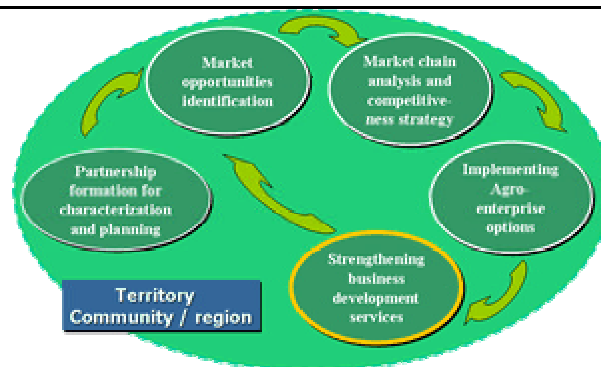 Market
opportunities
identification
Market chain
analysis and
competitive-
ness strategy
Partnership
formation for
characterization
and planning
Implementing
Agro-
enterprise
options
Strengthening
business
development
services
Territory
Community / region